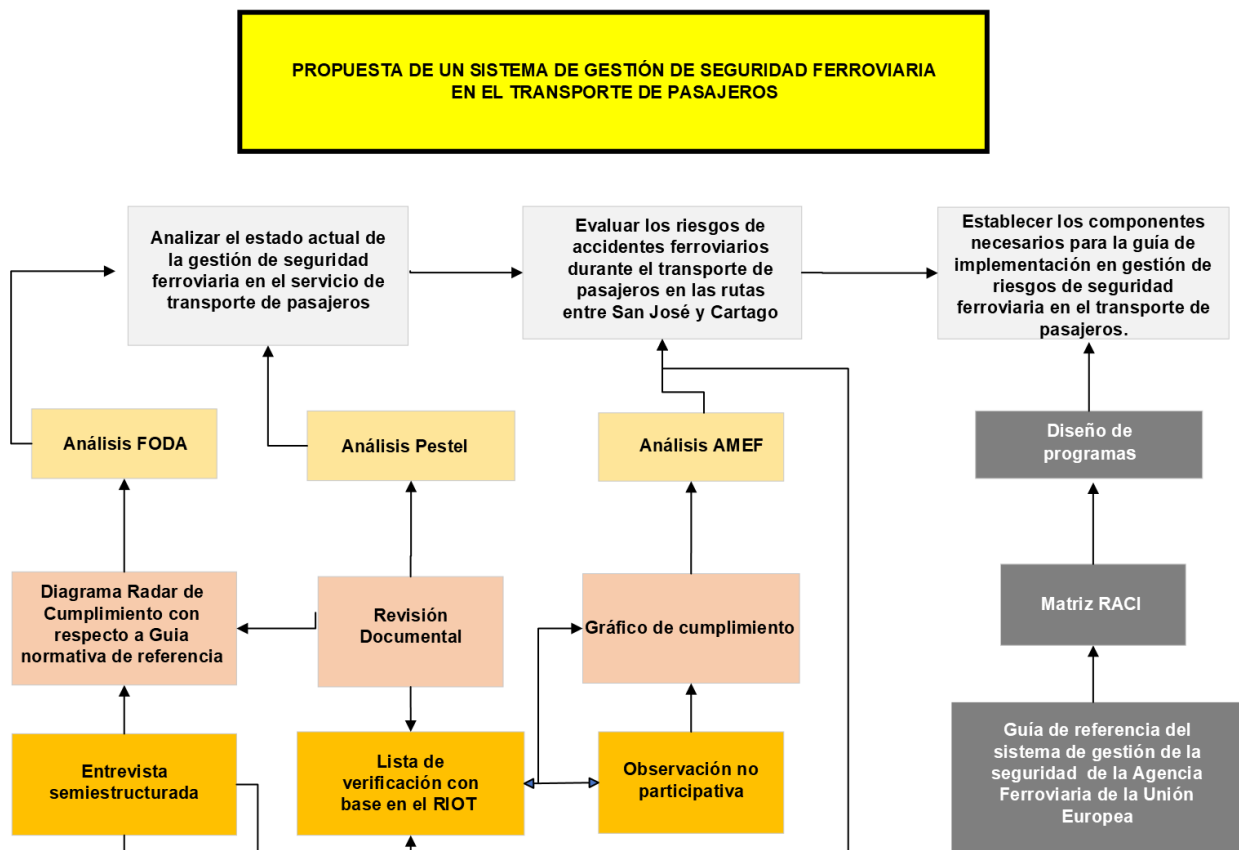 PROPUESTA DE UN SISTEMA DE GESTIÓN DE SEGURIDAD FERROVIARIA
EN EL TRANSPORTE DE PASAJEROS
Analizar el estado actual de
la gestión de seguridad
ferroviaria en el servicio de
transporte de pasajeros
Evaluar los riesgos de
accidentes ferroviarios
durante el transporte de
pasajeros en las rutas
entre San José y Cartago
Establecer los componentes
necesarios para la guía de
implementación en gestión de
riesgos de seguridad
ferroviaria en el transporte de
pasajeros.
Análisis FODA
Análisis Pestel
Análisis AMEF
Diseño de
programas
Diagrama Radar de
Cumplimiento con
respecto a Guia
normativa de referencia
Revisión
Documental
Gráfico de cumplimiento
Matriz RACI
Entrevista
semiestructurada
Lista de
verificación con
base en el RIOT
Observación no
participativa
Guía de referencia del
sistema de gestión de la
seguridad de la Agencia
Ferroviaria de la Unión
Europea